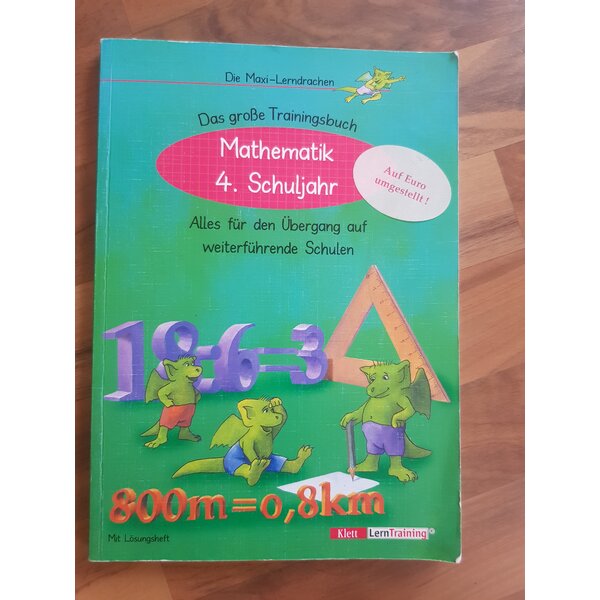 Die Maxi-Lerndrachen
Das große Trainingsbuch
Mathematik
4. Schuljahr
Auf Euro
umgestellt!
Alles für den Übergang auf
weiterführende Schulen
18:6=3
800m=0,8km
Mit Lösungsheft
Klett LernTraining®